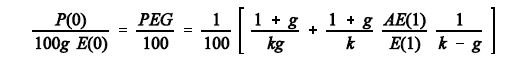 P(0) / 100g E(0) = PEG / 100 = 1 / 100 [ 1 + g / kg + 1 + g / k AE(1) / E(1) 1 / k − g ]